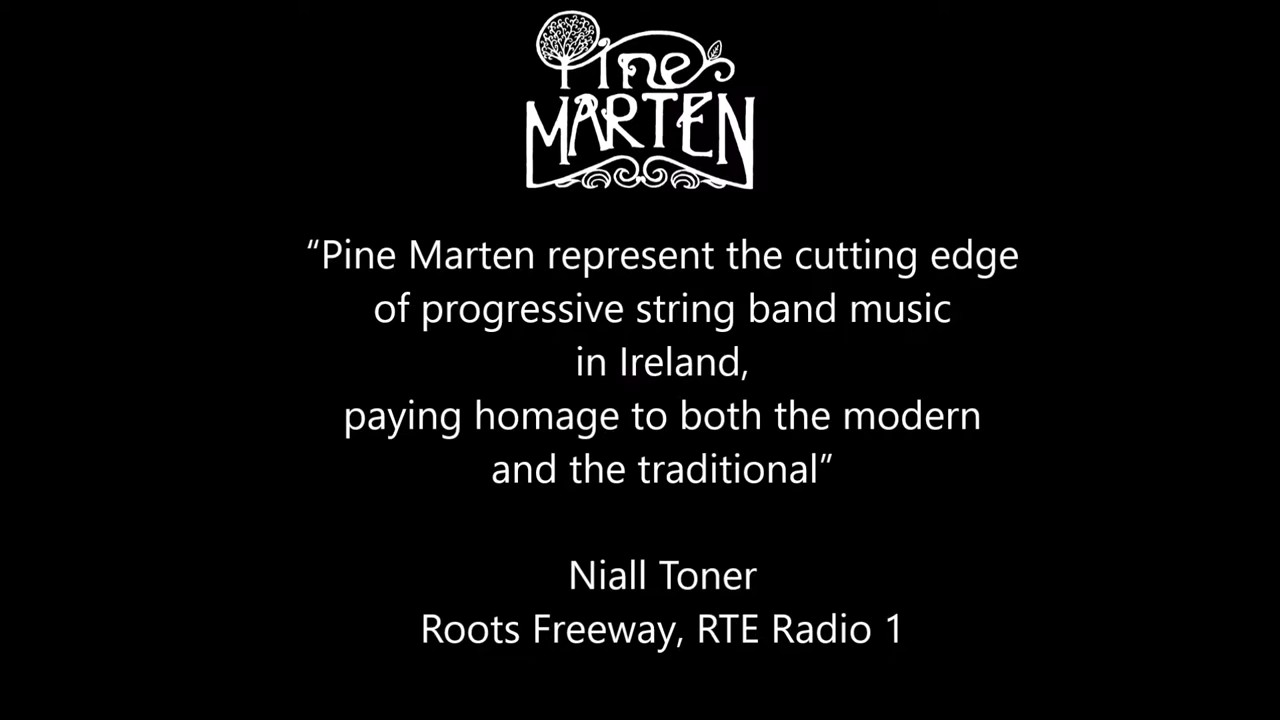 Pine
MARTEN
“Pine Marten represent the cutting edge
of progressive string band music
in Ireland,
paying homage to both the modern
and the traditional”
Niall Toner
Roots Freeway, RTE Radio 1